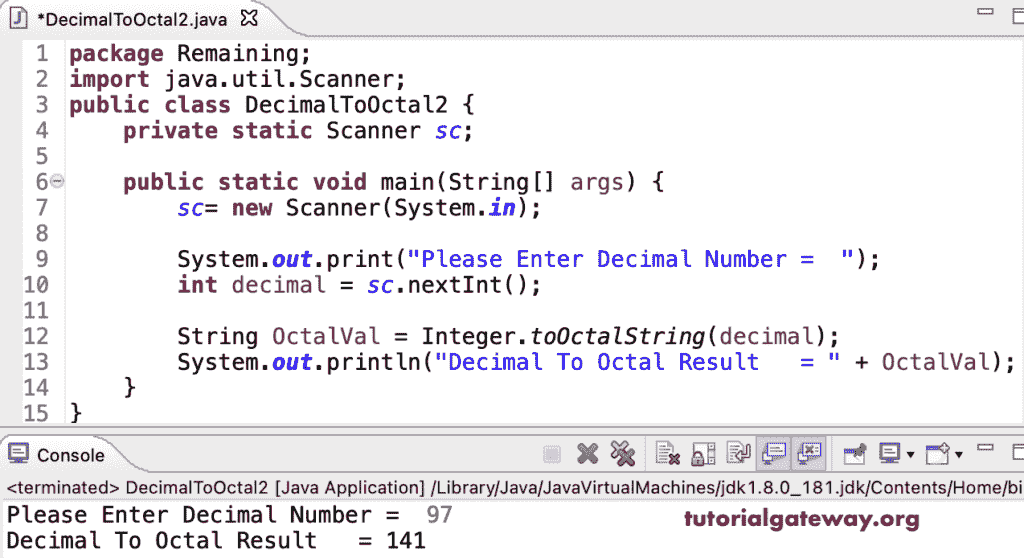 *DecimalToOctal2.java
1 package Remaining;
2 import java.util.Scanner;
3 public class DecimalToOctal2 {
4     private static Scanner sc;
5
6     public static void main(String[] args) {
7         sc= new Scanner(System.in);
8
9         System.out.print("Please Enter Decimal Number =  ");
10         int decimal = sc.nextInt();
11
12         String OctalVal = Integer.toOctalString(decimal);
13         System.out.println("Decimal To Octal Result   = " + OctalVal);
14     }
15 }
Console
<terminated> DecimalToOctal2 [Java Application] /Library/Java/JavaVirtualMachines/jdk1.8.0_181.jdk/Contents/Home/bi
Please Enter Decimal Number =  97
tutorialgateway.org
Decimal To Octal Result   = 141